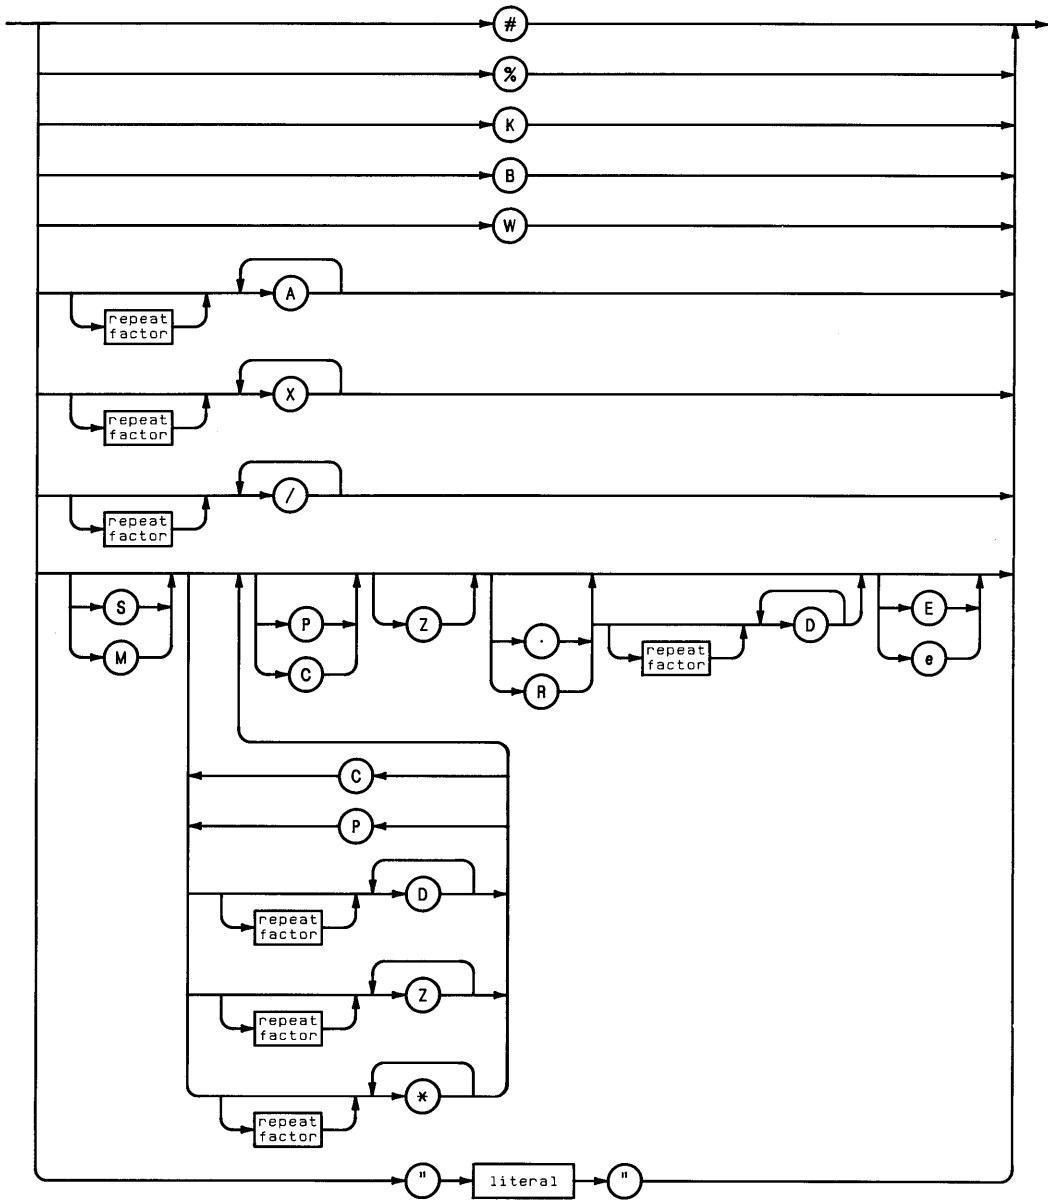 #
%
K
B
W
A
repeat
factor
X
repeat
factor
/
repeat
factor
S
M
P
C
Z
.
R
repeat
factor
D
E
e
C
P
D
repeat
factor
Z
repeat
factor
*
repeat
factor
" literal "